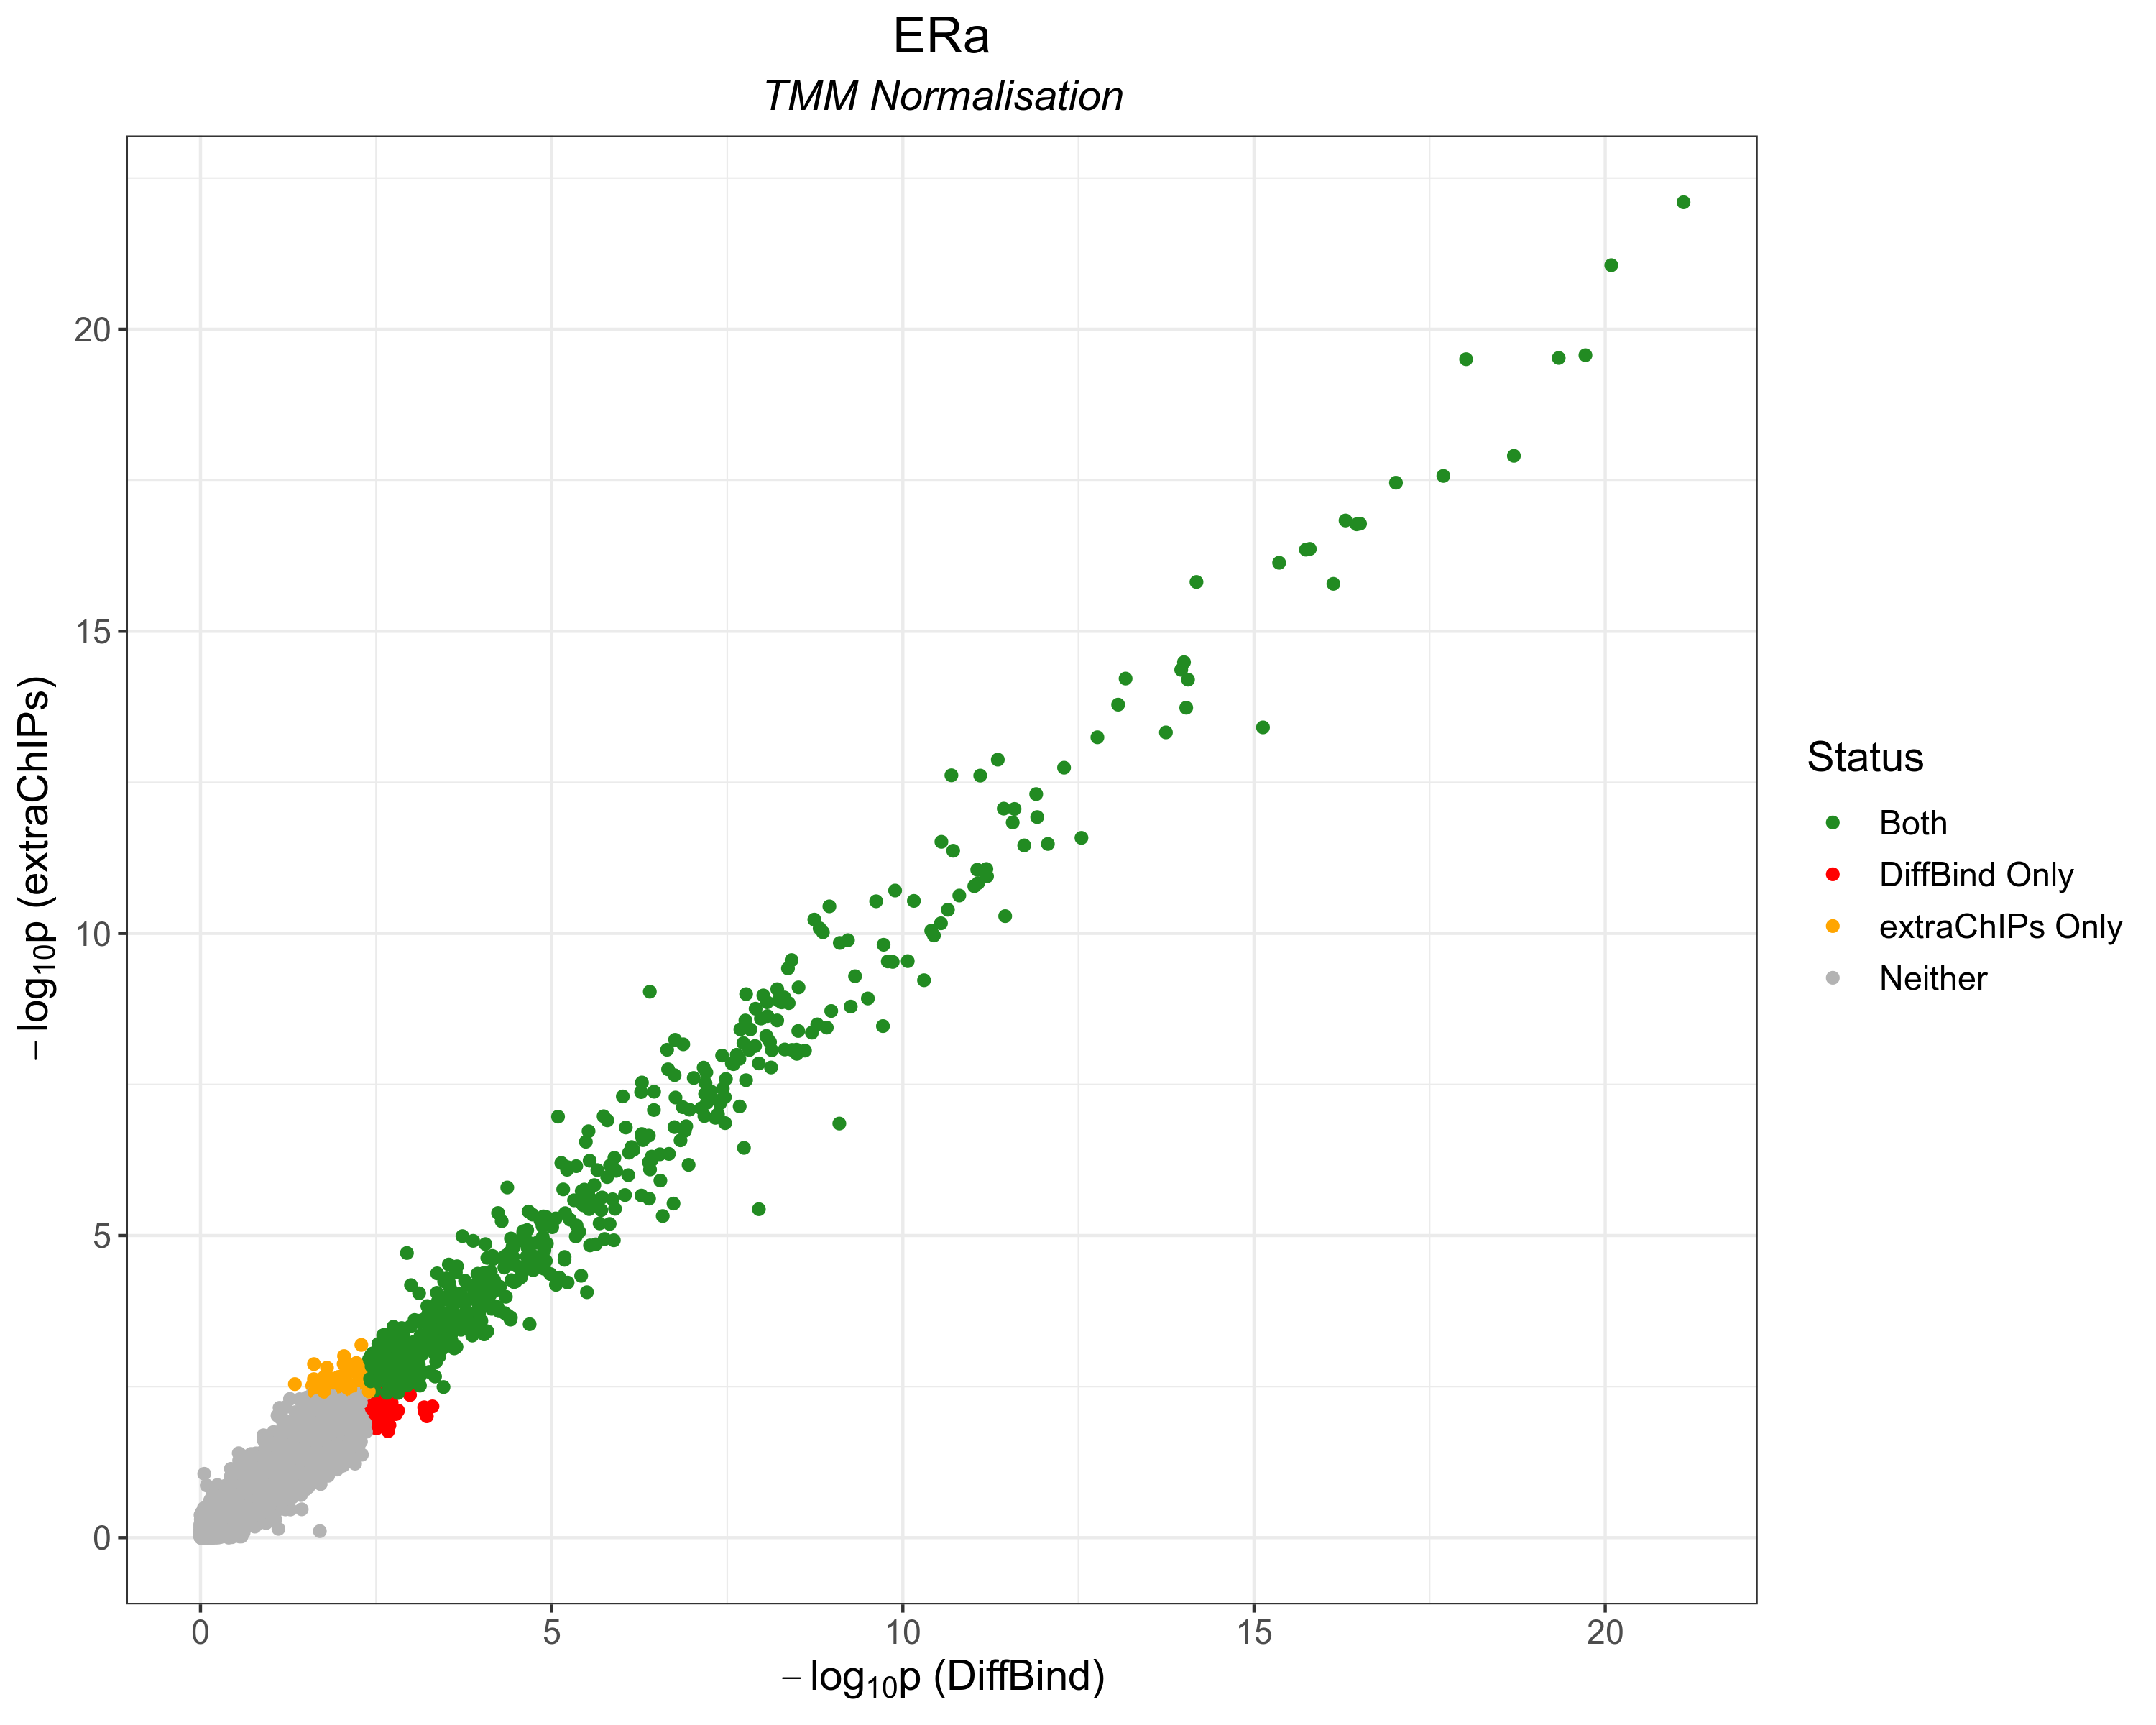 ERa
TMM Normalisation
− log10p (extraChIPs)
20
15
10
5
0
0 5 10 15 20
− log10p (DiffBind)
Status
Both
DiffBind Only
extraChIPs Only
Neither